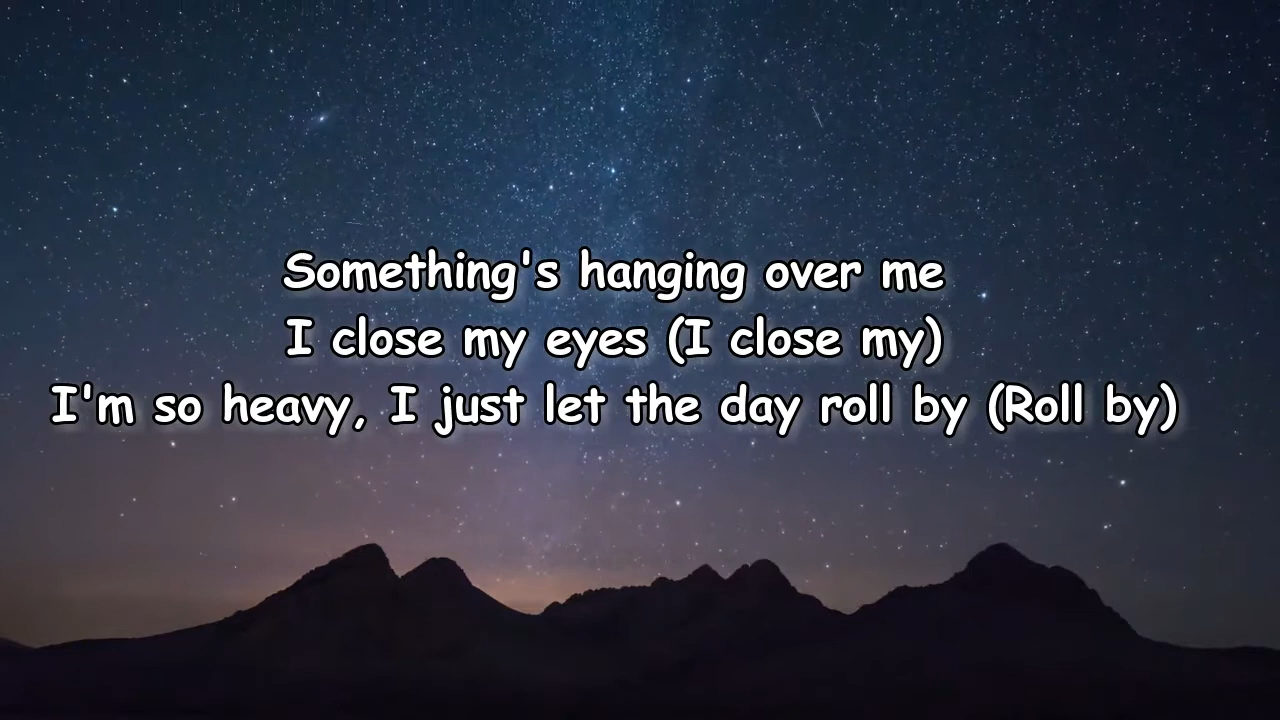 Something's hanging over me
I close my eyes (I close my)
I'm so heavy, I just let the day roll by (Roll by)